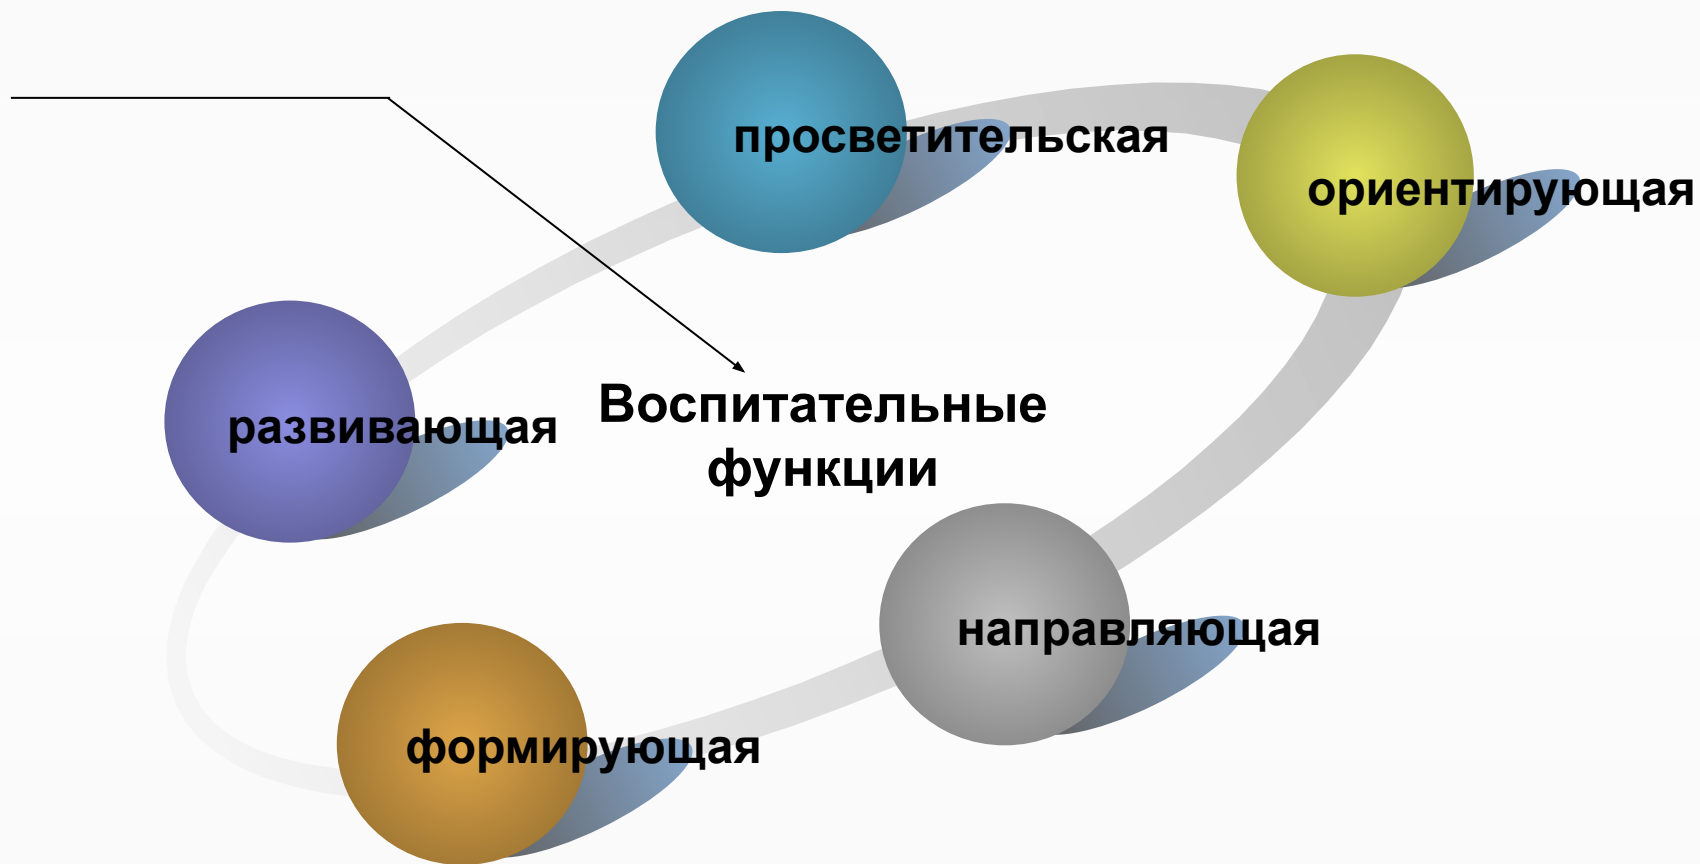 просветительская
ориентирующая
Воспитательные
функции
развивающая
направляющая
формирующая